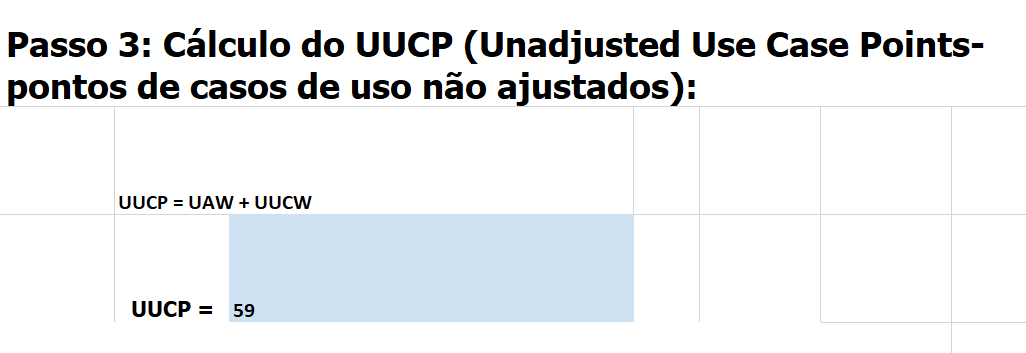 Passo 3: Cálculo do UUCP (Unadjusted Use Case Points-
pontos de casos de uso não ajustados):
UUCP = UAW + UUCW
UUCP = 59